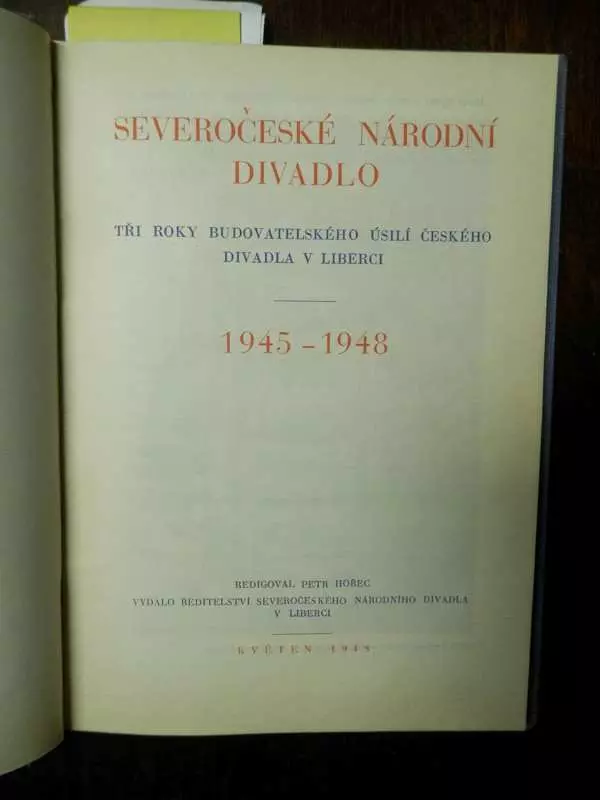 SEVEROČESKÉ NÁRODNÍ
DIVADLO
TŘI ROKY BUDOVATELSKÉHO ÚSILÍ ČESKÉHO
DIVADLA V LIBERCI
1945 – 1948
REDIGOVAL PETR HOŘEC
VYDALO ŘEDITELSTVÍ SEVEROČESKÉHO NÁRODNÍHO DIVADLA
V LIBERCI
KVĚTEN 1948